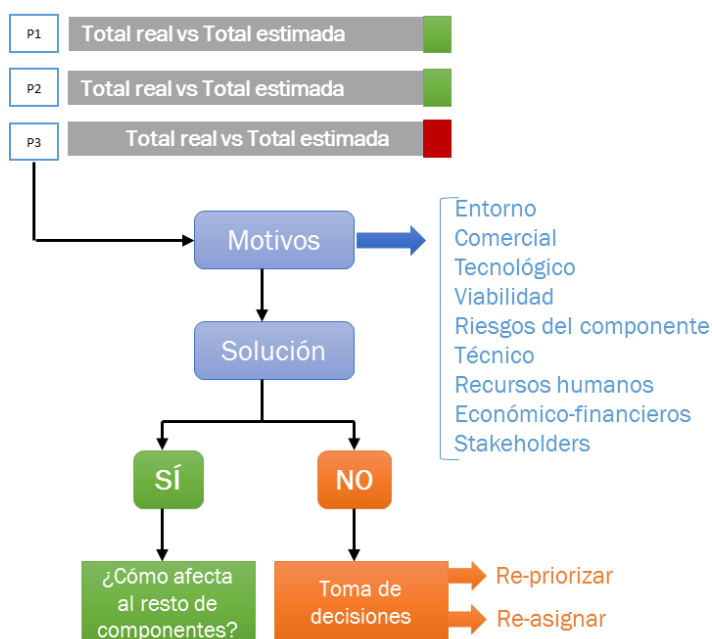 P1
Total real vs Total estimada
P2
Total real vs Total estimada
P3
Total real vs Total estimada
Motivos
Entorno
Comercial
Tecnológico
Viabilidad
Riesgos del componente
Técnico
Recursos humanos
Económico-financieros
Stakeholders
Solución
SÍ
NO
¿Cómo afecta
al resto de
componentes?
Toma de
decisiones
Re-priorizar
Re-asignar